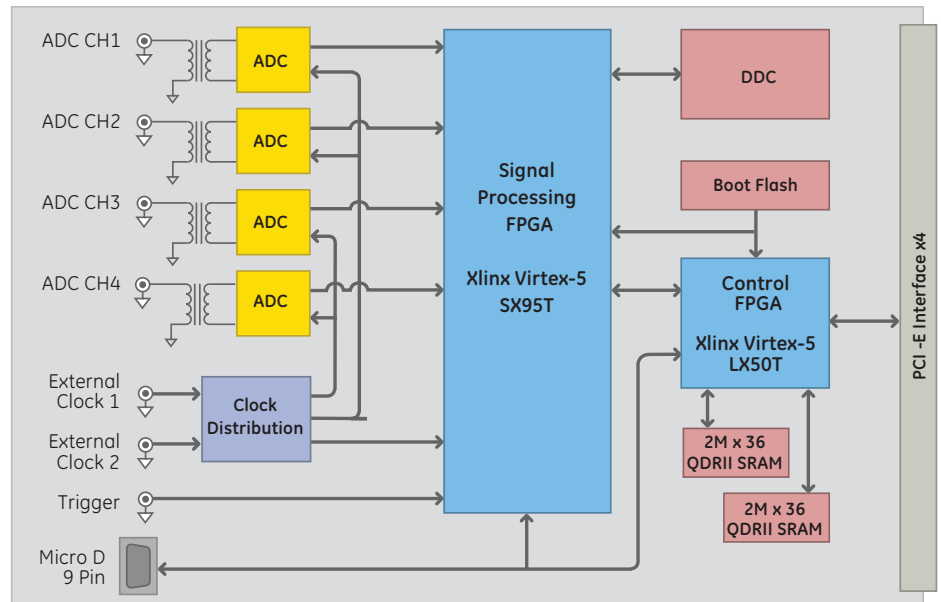 ADC CH1
ADC
DDC
ADC CH2
ADC
Boot Flash
ADC CH3
ADC
ADC CH4
ADC
Signal
Processing
FPGA
Xlinx Virtex-5
SX95T
Control
FPGA
Xlinx Virtex-5
LX50T
PCI -E Interface x4
External
Clock 1
Clock
Distribution
External
Clock 2
2M x 36
QDRII SRAM
2M x 36
QDRII SRAM
Trigger
Micro D
9 Pin